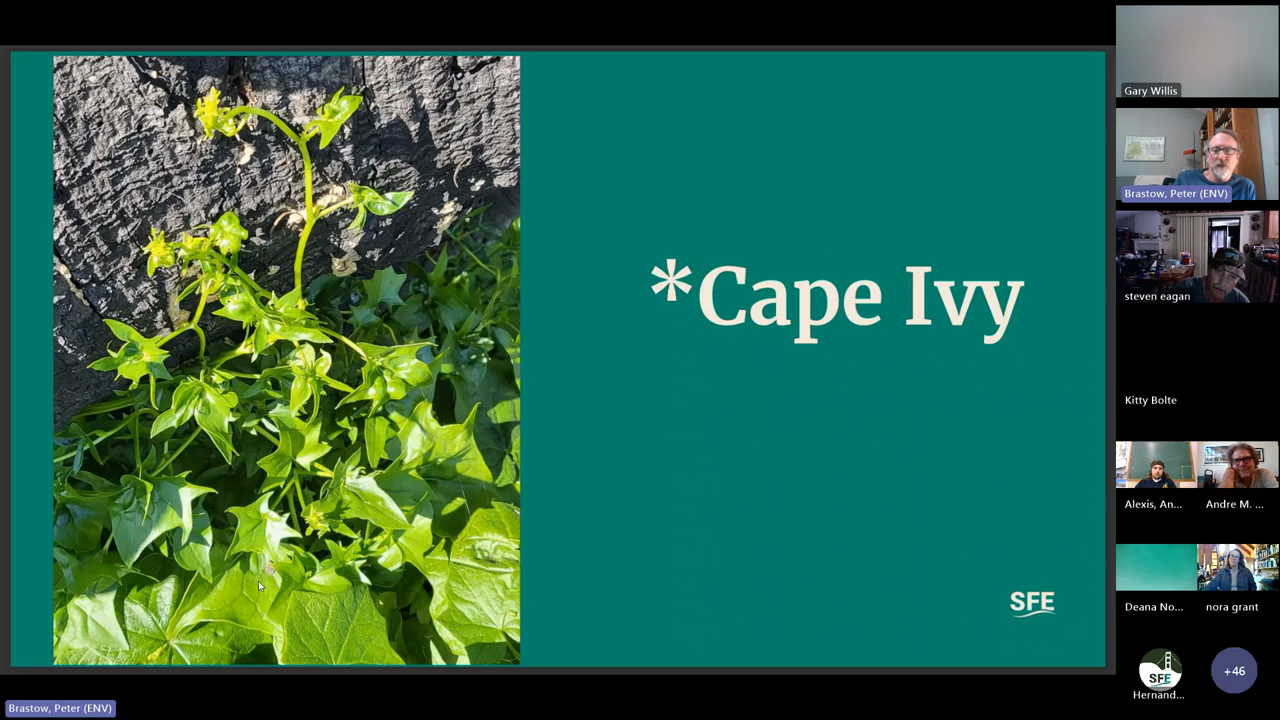 *Cape Ivy
SFE
Gary Willis
Brastow, Peter (ENV)
steven eagan
Kitty Bolte
Alexis, An...
Andre M. ...
Deana No...
nora grant
SFE
Hernand...
+46
Brastow, Peter (ENV)